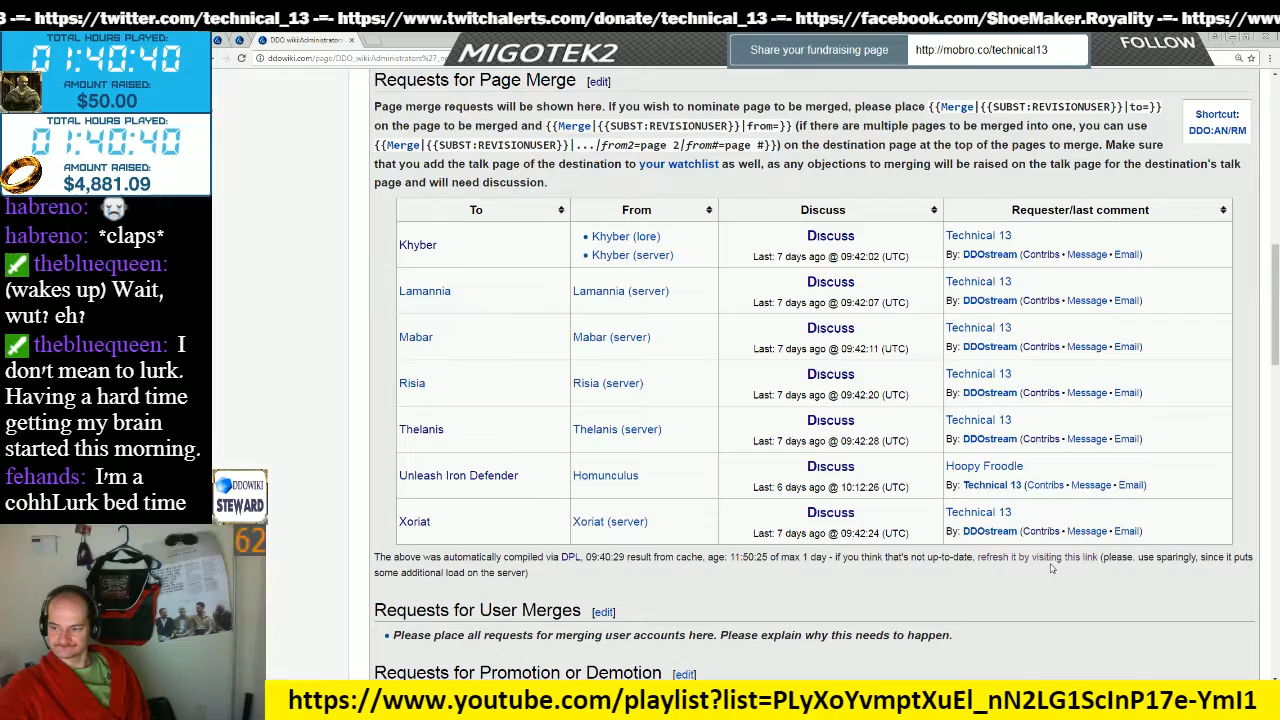 3 -=- https://twitter.com/technical_13 -=- https://www.twitchalerts.com/donate/technical_13 -=- https://facebook.com/ShoeMaker.Royality -=- https://www
TOTAL HOURS PLAYED:
01:40:40
AMOUNT RAISED:
$50.00
TOTAL HOURS PLAYED:
01:40:40
AMOUNT RAISED:
$4,881.09
habreno:
habreno: *claps*
thebluequeen:
(wakes up) Wait,
wut? eh?
thebluequeen: I
don't mean to lurk.
Having a hard time
getting my brain
started this morning.
fehands: I'm a
cohhLurk bed time
DDO wiki:Administrators'
ddowiki.com/page/DDO_wiki:Administrators%27_n
MIGOTEK2
Share your fundraising page
http://mobro.co/technical13
FOLLOW
Requests for Page Merge [edit]
Page merge requests will be shown here. If you wish to nominate page to be merged, please place {{Merge|{{SUBST:REVISIONUSER}}|to=}}
on the page to be merged and {{Merge|{{SUBST:REVISIONUSER}}|from=}} (if there are multiple pages to be merged into one, you can use
{{Merge|{{SUBST:REVISIONUSER}}|...|from2=page 2|from#=page #}}) on the destination page at the top of the pages to merge. Make sure
that you add the talk page of the destination to your watchlist as well, as any objections to merging will be raised on the talk page for the destination's talk
page and will need discussion.
Shortcut:
DDO:AN/RM
To From Discuss Requester/last comment
Khyber
Khyber (lore)
Khyber (server)
Discuss
Last: 7 days ago @ 09:42:02 (UTC)
Technical 13
By: DDOstream (Contribs • Message • Email)
Lamannia
Lamannia (server)
Discuss
Last: 7 days ago @ 09:42:07 (UTC)
Technical 13
By: DDOstream (Contribs • Message • Email)
Mabar
Mabar (server)
Discuss
Last: 7 days ago @ 09:42:11 (UTC)
Technical 13
By: DDOstream (Contribs • Message • Email)
Risia
Risia (server)
Discuss
Last: 7 days ago @ 09:42:20 (UTC)
Technical 13
By: DDOstream (Contribs • Message • Email)
Thelanis
Thelanis (server)
Discuss
Last: 7 days ago @ 09:42:28 (UTC)
Technical 13
By: DDOstream (Contribs • Message • Email)
Unleash Iron Defender
Homunculus
Discuss
Last: 6 days ago @ 10:12:26 (UTC)
Hoopy Froodle
By: Technical 13 (Contribs • Message • Email)
Xoriat
Xoriat (server)
Discuss
Last: 7 days ago @ 09:42:24 (UTC)
Technical 13
By: DDOstream (Contribs • Message • Email)
The above was automatically compiled via DPL, 09:40:29 result from cache, age: 11:50:25 of max 1 day - if you think that's not up-to-date, refresh it by visiting this link (please, use sparingly, since it puts
some additional load on the server)
Requests for User Merges [edit]
Please place all requests for merging user accounts here. Please explain why this needs to happen.
Requests for Promotion or Demotion [edit]
DDOWIKI
STEWARD
62
https://www.youtube.com/playlist?list=PLyXoYvmptXuEl_nN2LG1ScInP17e-YmI1